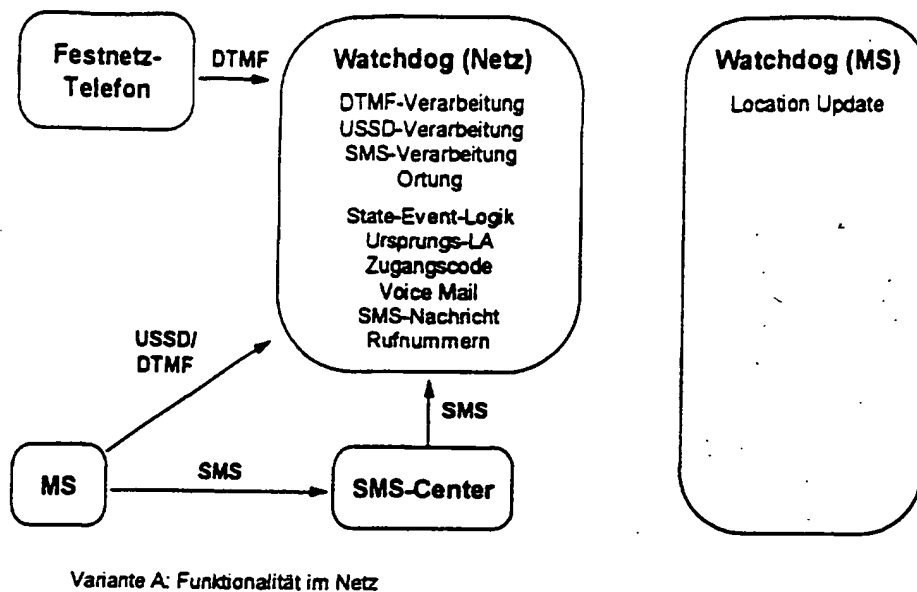 Festnetz-
Telefon
DTMF
Watchdog (Netz)
DTMF-Verarbeitung
USSD-Verarbeitung
SMS-Verarbeitung
Ortung
State-Event-Logik
Ursprungs-LA
Zugangscode
Voice Mail
SMS-Nachricht
Rufnummern
Watchdog (MS)
Location Update
USSD/
DTMF
SMS
MS
SMS
SMS-Center
Variante A: Funktionalität im Netz